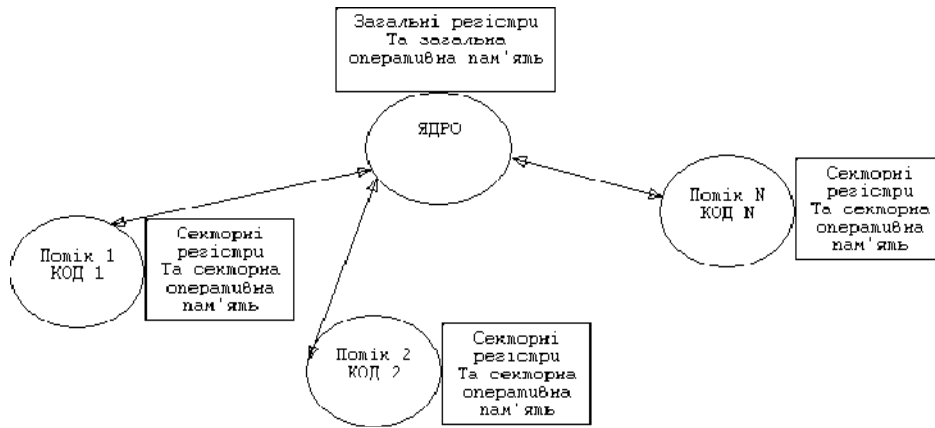 Загальні регістри
Та загальна
оперативна пам'ять
ЯДРО
Потік N
КОД N
Секторні
регістри
Та секторна
оперативна
пам'ять
Потік 1
КОД 1
Секторні
регістри
Та секторна
оперативна
пам'ять
Потік 2
КОД 2
Секторні
регістри
Та секторна
оперативна
пам'ять